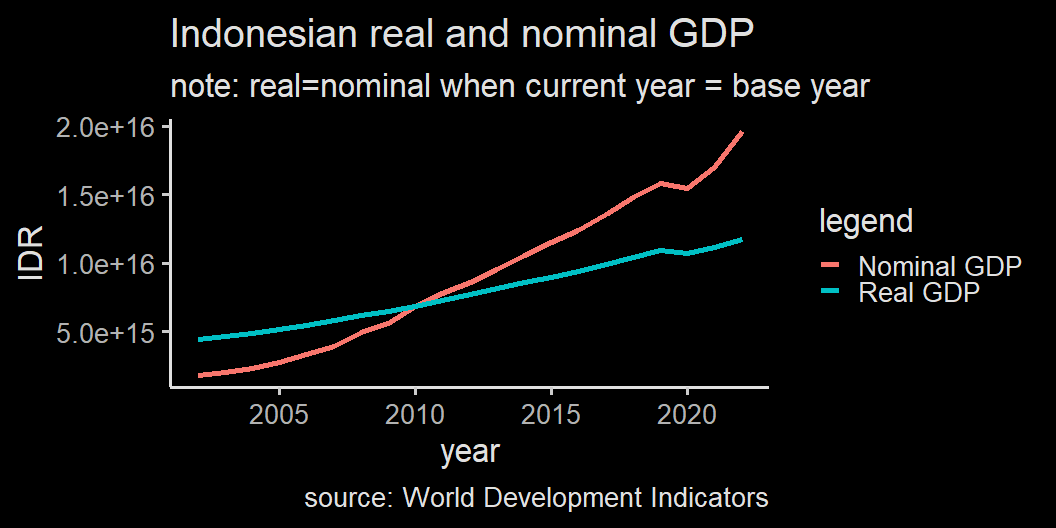 Indonesian real and nominal GDP
note: real=nominal when current year = base year
2.0e+16
1.5e+16
1.0e+16
5.0e+15
IDR
2005 2010 2015 2020
year
legend
Nominal GDP
Real GDP
source: World Development Indicators